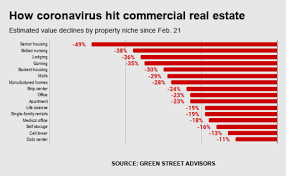 How coronavirus hit commercial real estate
Estimated value declines by property niche since Feb. 21
Senior housing -49%
Skilled nursing -38%
Lodging -36%
Gaming -35%
Student housing -30%
Malls -29%
Manufactured homes -28%
Strip center -24%
Office -23%
Apartment -23%
Life science -19%
Single-family rentals -19%
Medical office -18%
Self storage -16%
Cell tower -12%
Data center -11%
SOURCE: GREEN STREET ADVISORS